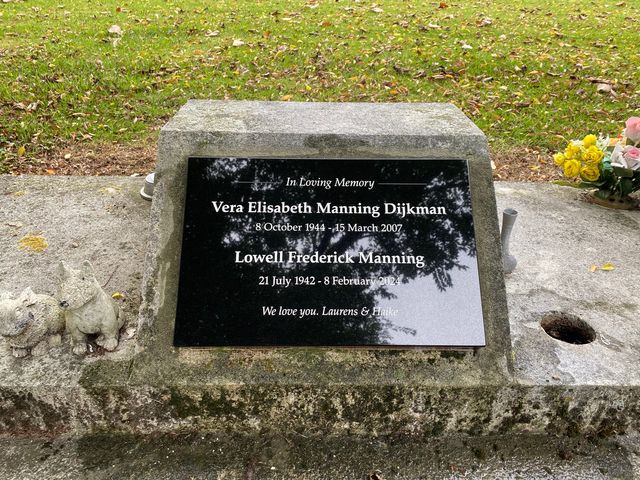 In Loving Memory
Vera Elisabeth Manning Dijkman
8 October 1944 - 15 March 2007
Lowell Frederick Manning
21 July 1942 - 8 February 2024
We love you. Laurens & Haike